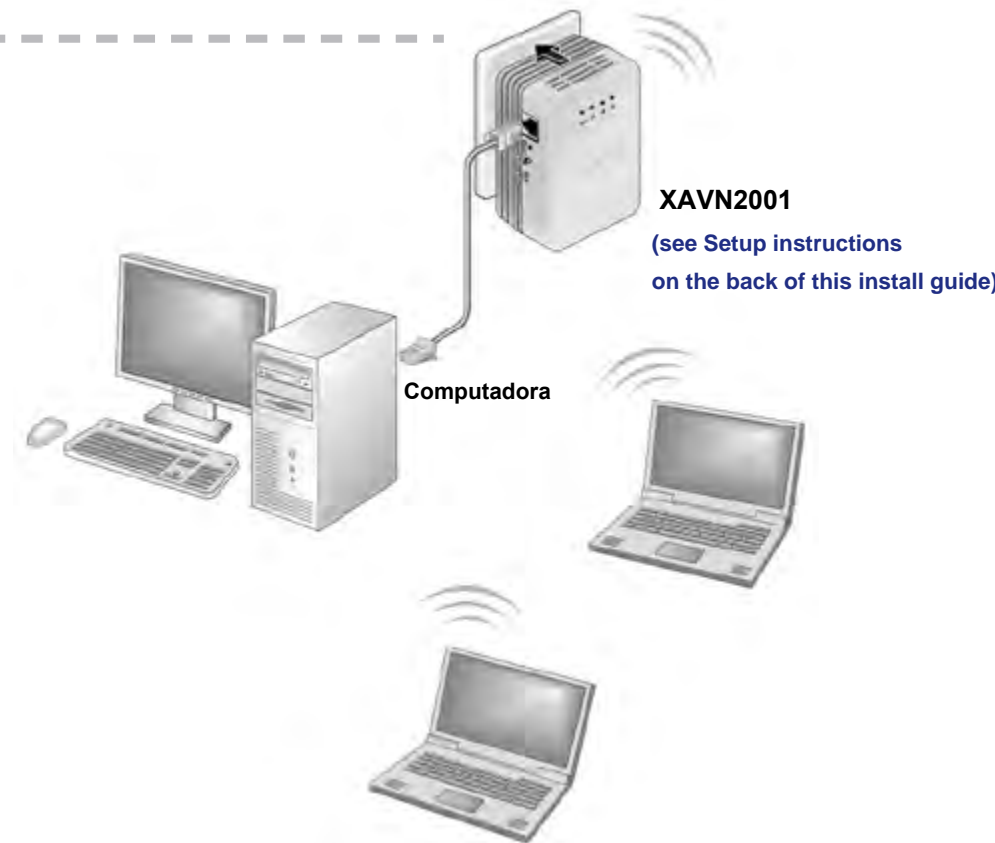 XAVN2001
(see Setup instructions
on the back of this install guide)
Computadora